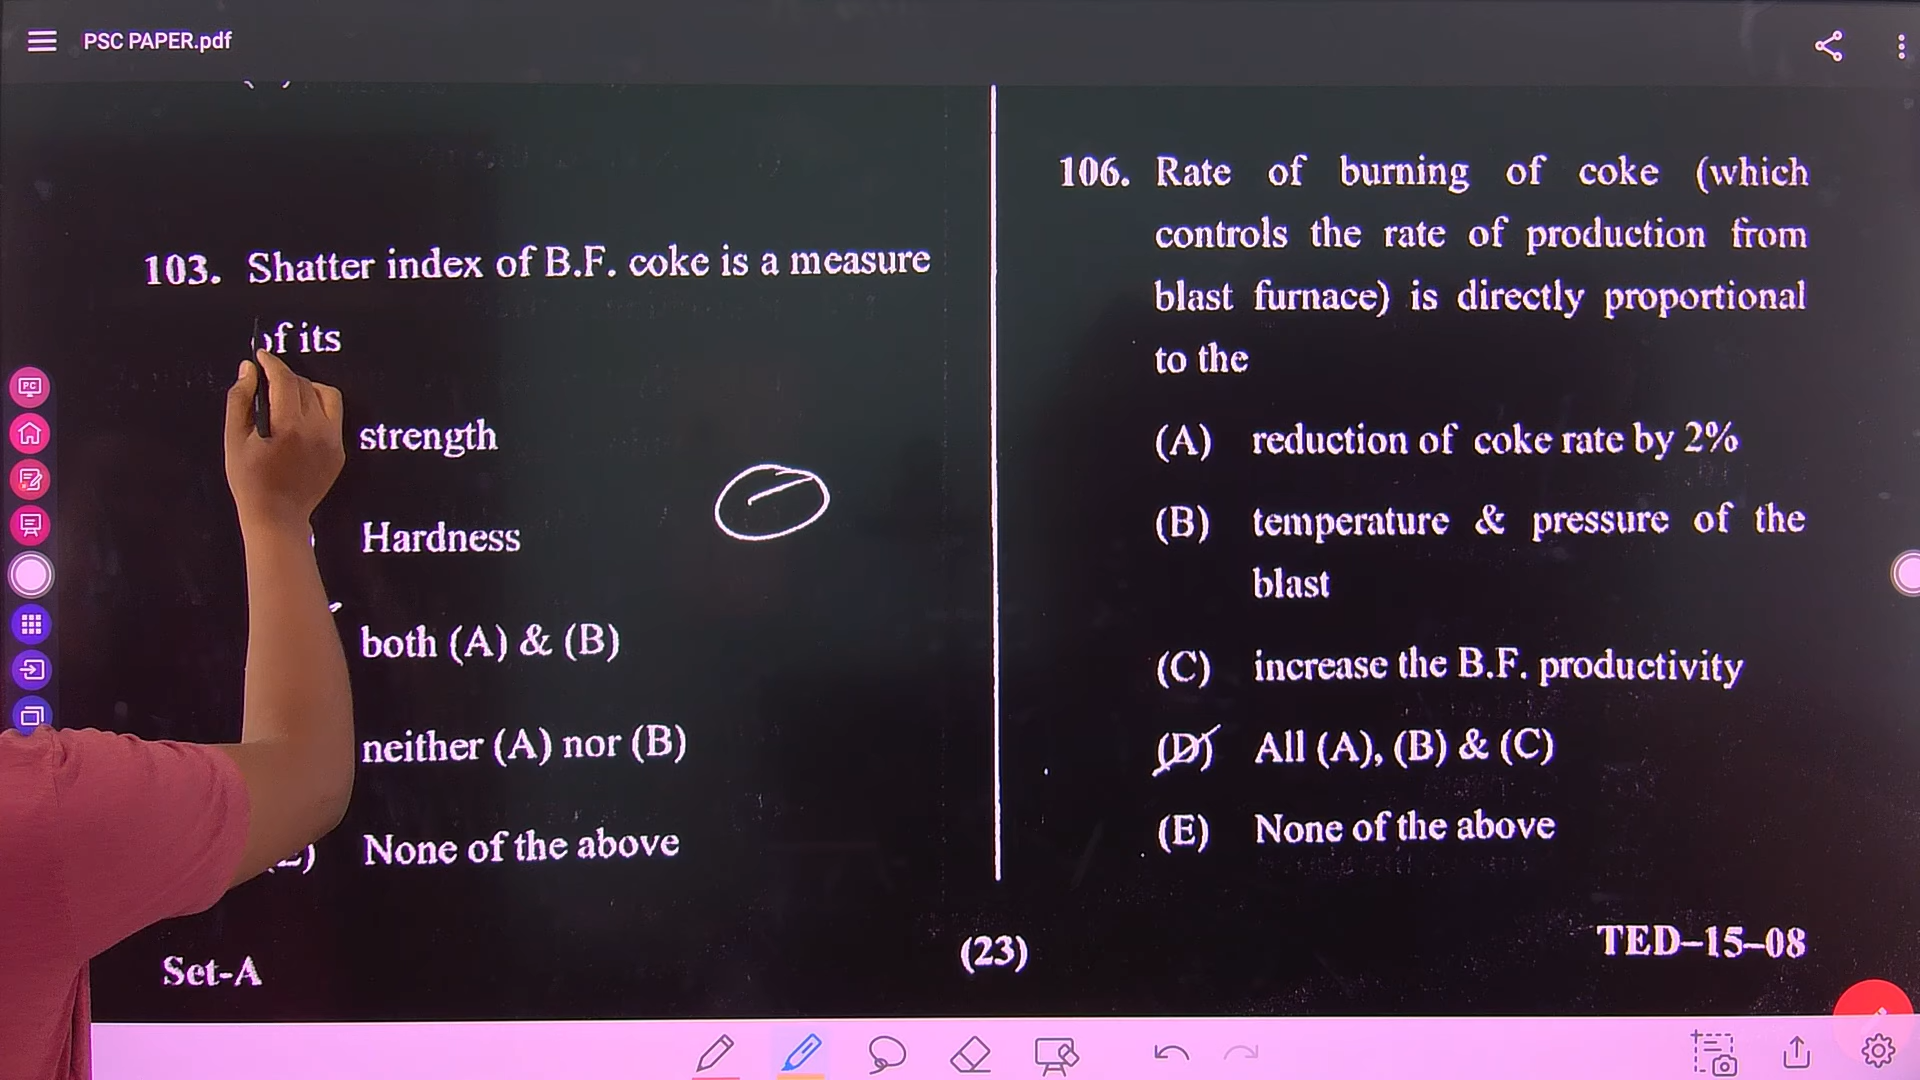 PSC PAPER.pdf
103. Shatter index of B.F. coke is a measure
of its
strength
Hardness
both (A) & (B)
neither (A) nor (B)
None of the above
Set-A
(23)
106. Rate of burning of coke (which
controls the rate of production from
blast furnace) is directly proportional
to the
(A) reduction of coke rate by 2%
(B) temperature & pressure of the
blast
(C) increase the B.F. productivity
(D) All (A), (B) & (C)
(E) None of the above
TED–15–08
PC